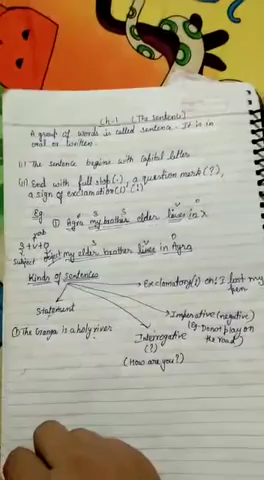 Ch-1 (The sentence)
A group of words is called sentence. It is in
oral or written.
(i) The sentence begins with capital letter
(ii) End with full stop(.), a question mark(?),
a sign of exclamation(!)
Eg
(i) Agra my brother elder lives in x
S + V + O
Subject my elder brother lives in Agra
Kinds of sentences
Exclamatory(!) oh! I lost my
pen
Statement
Imperative (negative)
(Eg. Do not play on
the road)
(i) The Ganga is a holy river
Interrogative
(?)
(How are you?)